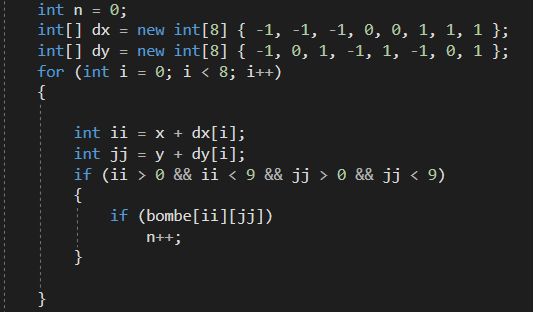 int n = 0;
int[] dx = new int[8] { -1, -1, -1, 0, 0, 1, 1, 1 };
int[] dy = new int[8] { -1, 0, 1, -1, 1, -1, 0, 1 };
for (int i = 0; i < 8; i++)
{
int ii = x + dx[i];
int jj = y + dy[i];
if (ii > 0 && ii < 9 && jj > 0 && jj < 9)
{
if (bombe[ii][jj])
n++;
}
}